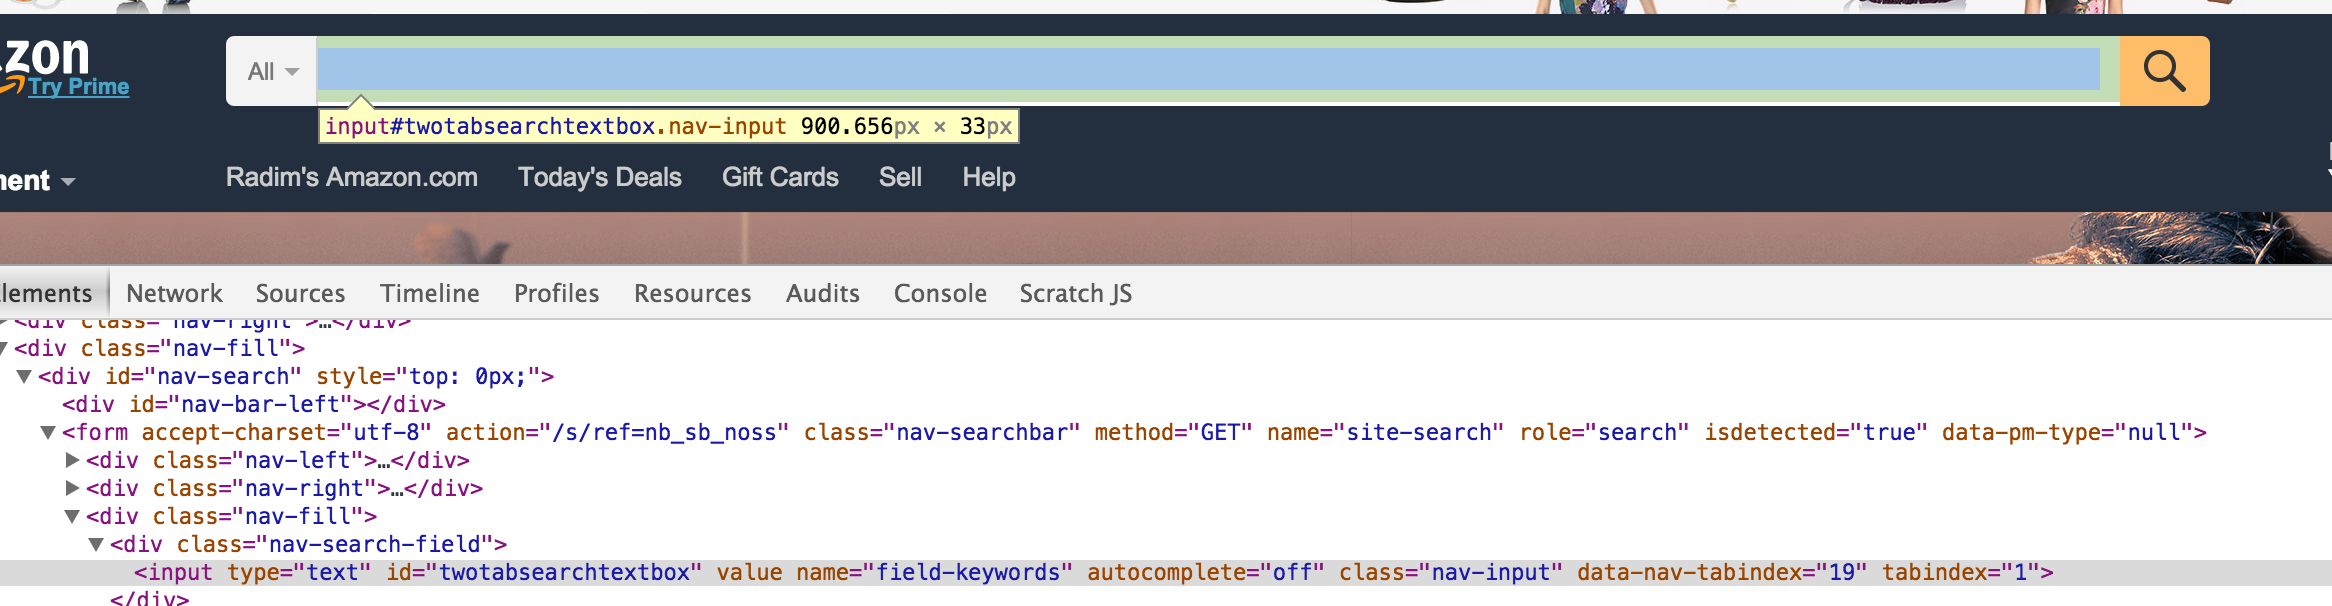 zon
Try Prime
All
input#twotabsearchtextbox.nav-input 900.656px × 33px
ment Radim's Amazon.com Today's Deals Gift Cards Sell Help
Elements Network Sources Timeline Profiles Resources Audits Console Scratch JS
<div class="nav-right">…</div>
<div class="nav-fill">
<div id="nav-search" style="top: 0px;">
<div id="nav-bar-left"></div>
<form accept-charset="utf-8" action="/s/ref=nb_sb_noss" class="nav-searchbar" method="GET" name="site-search" role="search" isdetected="true" data-pm-type="null">
<div class="nav-left">…</div>
<div class="nav-right">…</div>
<div class="nav-fill">
<div class="nav-search-field">
<input type="text" id="twotabsearchtextbox" value name="field-keywords" autocomplete="off" class="nav-input" data-nav-tabindex="19" tabindex="1">
</div>